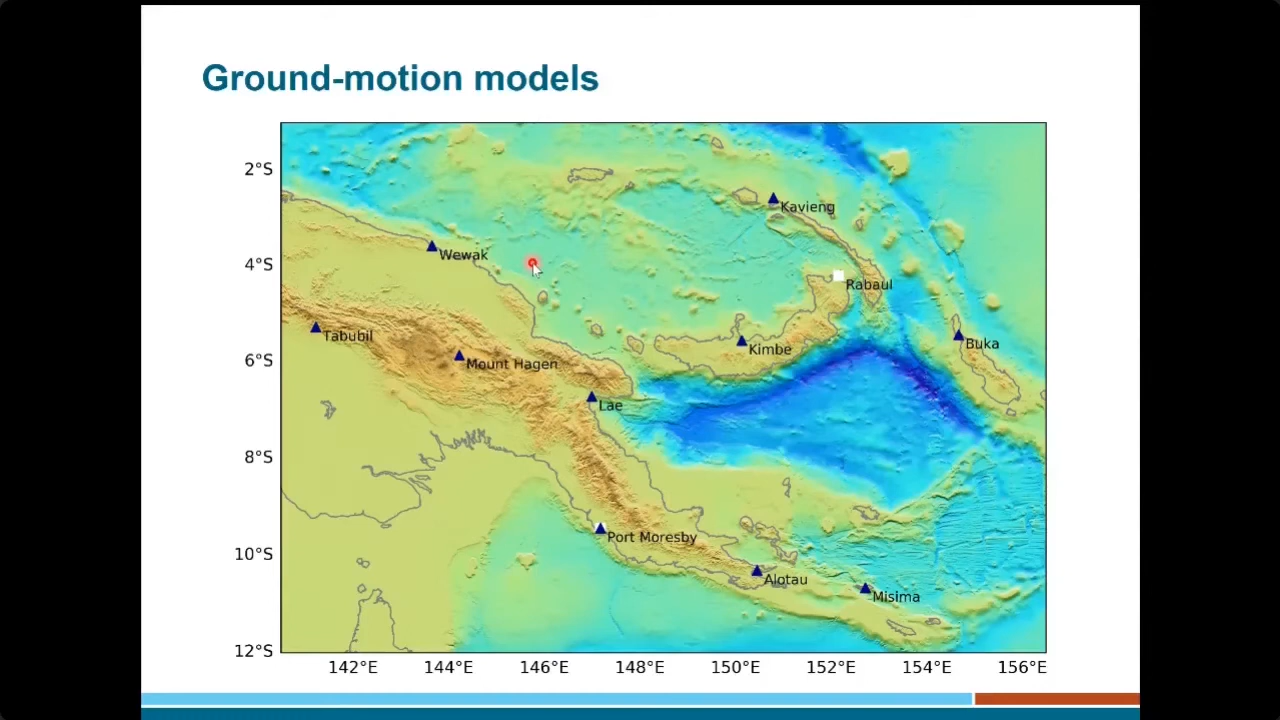 Ground-motion models
2°S
Kavieng
Wewak
4°S
Rabaul
Tabubil
Buka
Kimbe
6°S
Mount Hagen
Lae
8°S
Port Moresby
10°S
Alotau
Misima
12°S
142°E 144°E 146°E 148°E 150°E 152°E 154°E 156°E